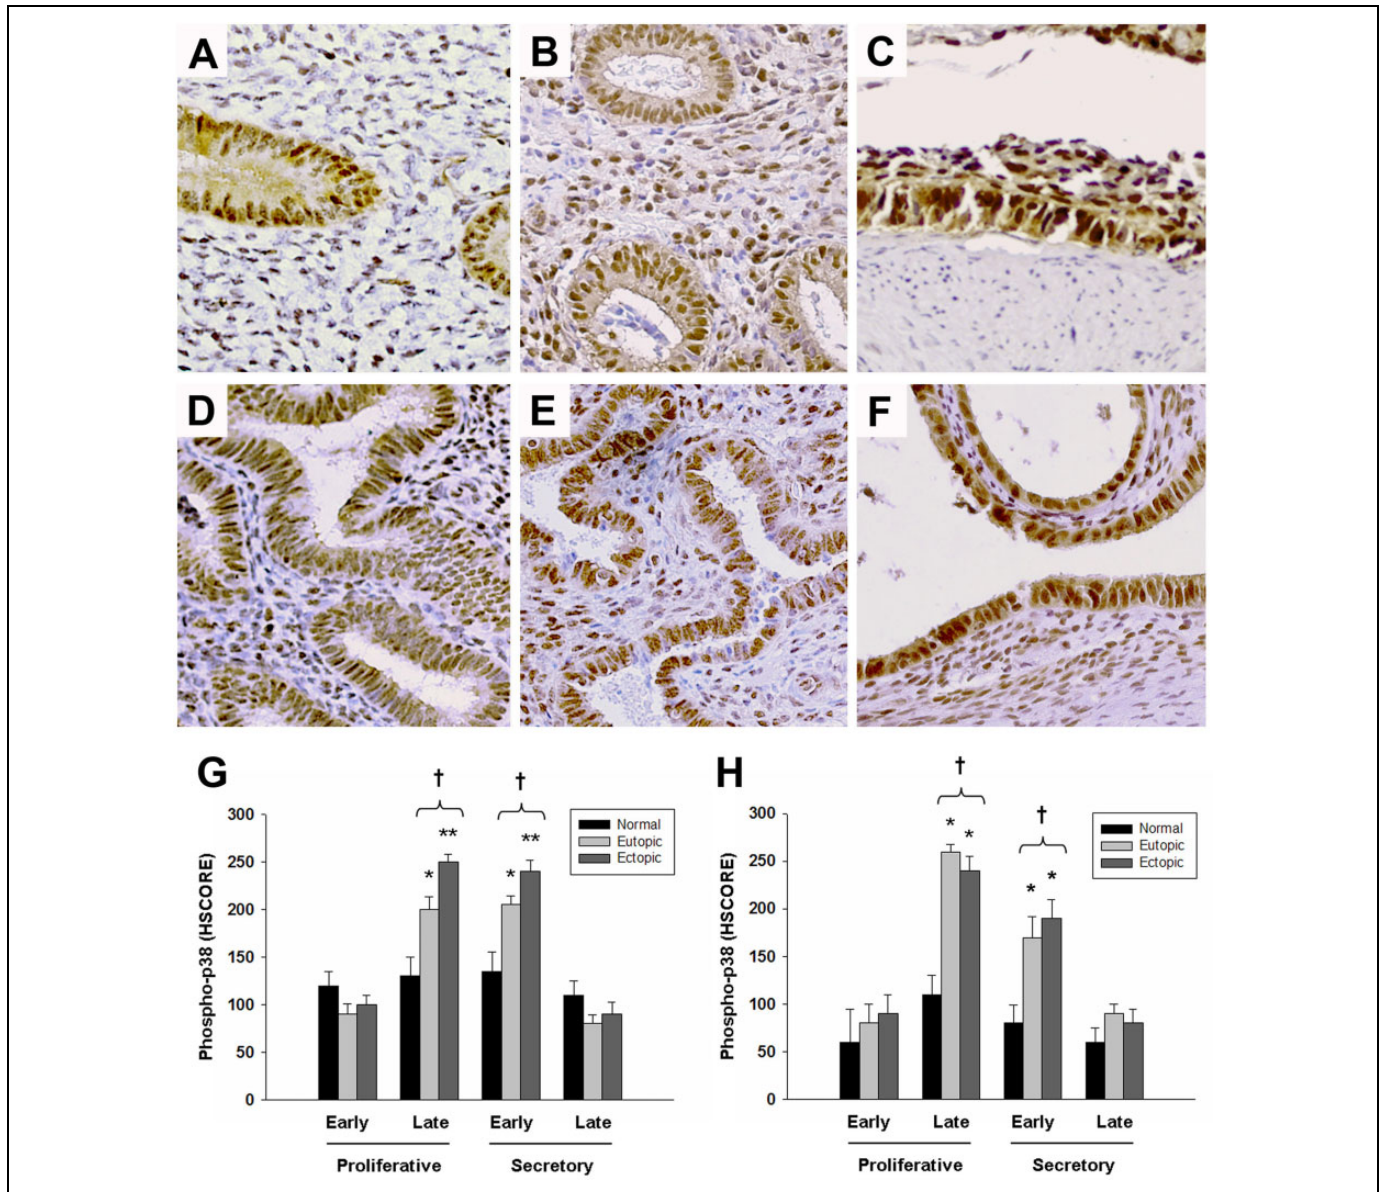 A
B
C
D
E
F
G
† †
300
250
200
150
100
50
0
Phospho-p38 (HSCORE)
* ** * **
Normal
Eutopic
Ectopic
Early Late Early Late
Proliferative Secretory
H
†
†
300
250
200
150
100
50
0
Phospho-p38 (HSCORE)
* *
* *
Normal
Eutopic
Ectopic
Early Late Early Late
Proliferative Secretory